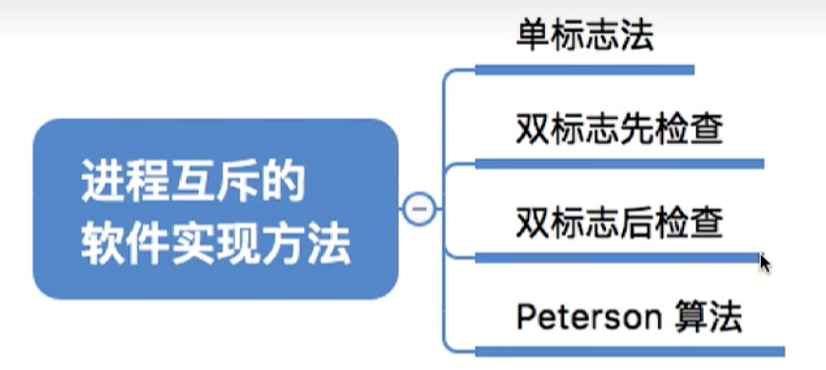 进程互斥的
软件实现方法
单标志法
双标志先检查
双标志后检查
Peterson 算法